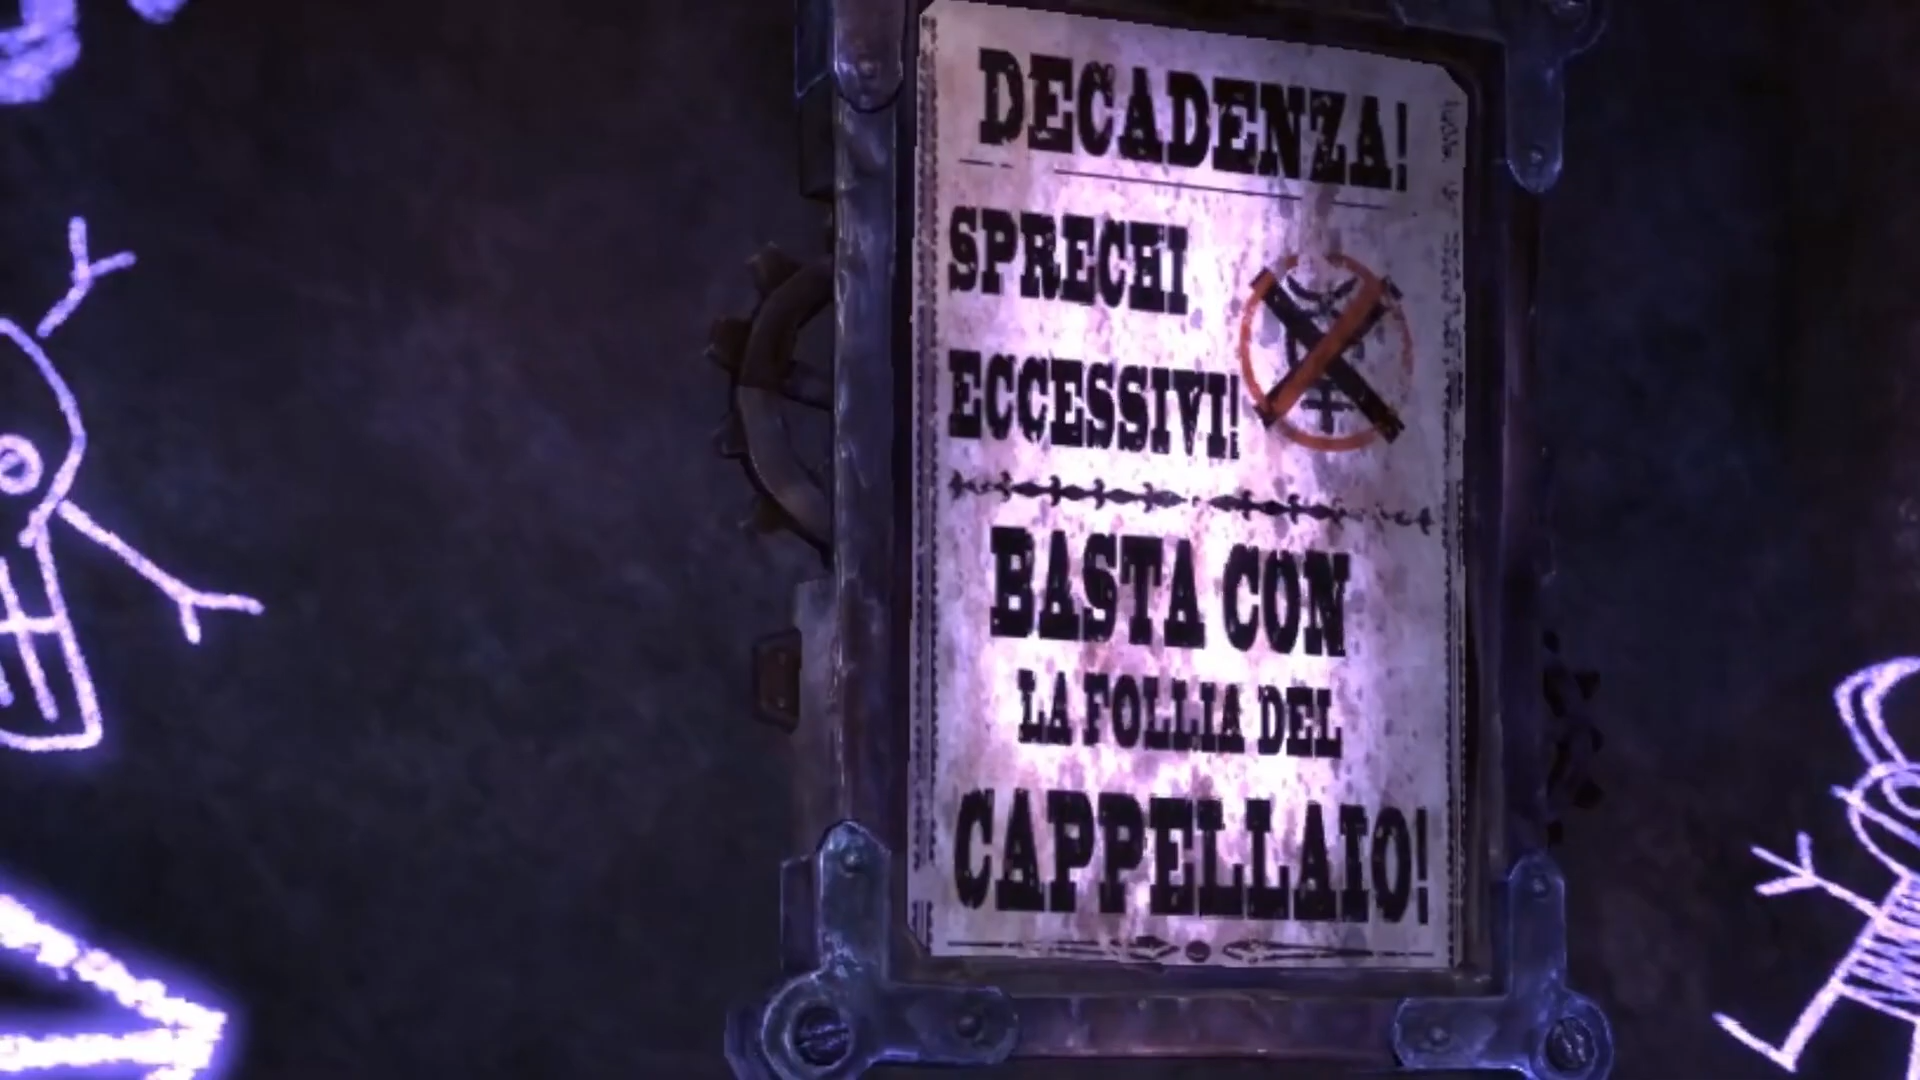 DECADENZA!
SPRECHI
ECCESSIVI!
BASTA CON
LA FOLLIA DEL
CAPPELLAIO!